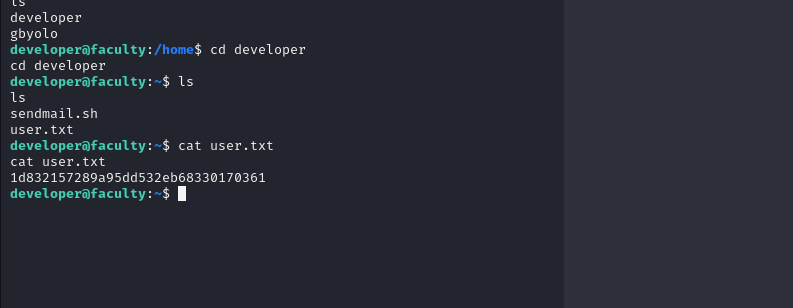 ls
developer
gbyolo
developer@faculty:/home$ cd developer
cd developer
developer@faculty:~$ ls
ls
sendmail.sh
user.txt
developer@faculty:~$ cat user.txt
cat user.txt
1d832157289a95dd532eb68330170361
developer@faculty:~$